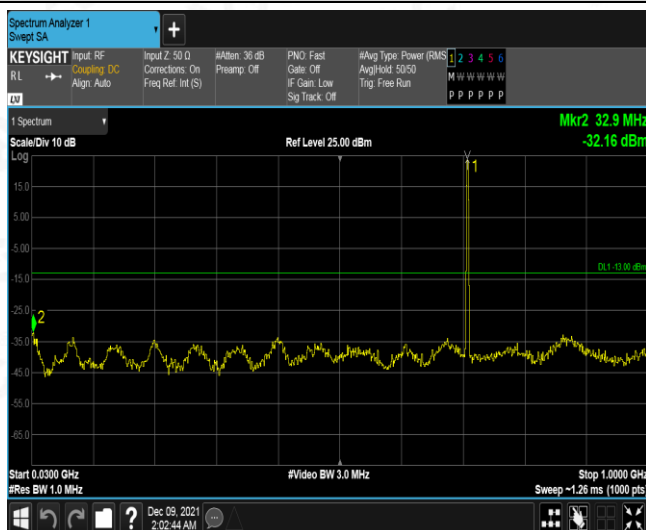 Spectrum Analyzer 1
Swept SA
+
KEYSIGHT Input: RF Input Z: 50 Ω #Atten: 36 dB PNO: Fast #Avg Type: Power (RMS 1 2 3 4 5 6
RL Coupling: DC Corrections: On Preamp: Off Gate: Off Avg|Hold: 50/50 M W W W W W
Align: Auto Freq Ref: Int (S) IF Gain: Low Trig: Free Run
Sig Track: Off P P P P P P
LXI
1 Spectrum Mkr2 32.9 MHz
Scale/Div 10 dB Ref Level 25.00 dBm -32.16 dBm
Log
1
15.0
5.00
-5.00
DL1 -13.00 dBm
-15.0
-25.0
2
-35.0
-45.0
-55.0
-65.0
Start 0.0300 GHz #Video BW 3.0 MHz Stop 1.0000 GHz
#Res BW 1.0 MHz Sweep ~1.26 ms (1000 pts)
? Dec 09, 2021
2:02:44 AM